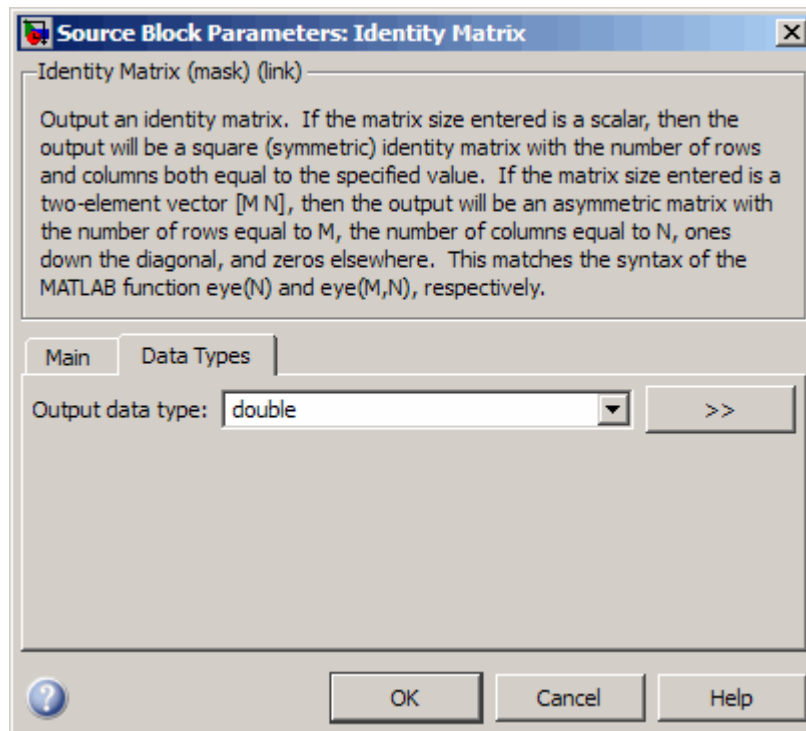 Source Block Parameters: Identity Matrix
Identity Matrix (mask) (link)
Output an identity matrix.  If the matrix size entered is a scalar, then the
output will be a square (symmetric) identity matrix with the number of rows
and columns both equal to the specified value.  If the matrix size entered is a
two-element vector [M N], then the output will be an asymmetric matrix with
the number of rows equal to M, the number of columns equal to N, ones
down the diagonal, and zeros elsewhere.  This matches the syntax of the
MATLAB function eye(N) and eye(M,N), respectively.
Main Data Types
Output data type: double >>
? OK Cancel Help